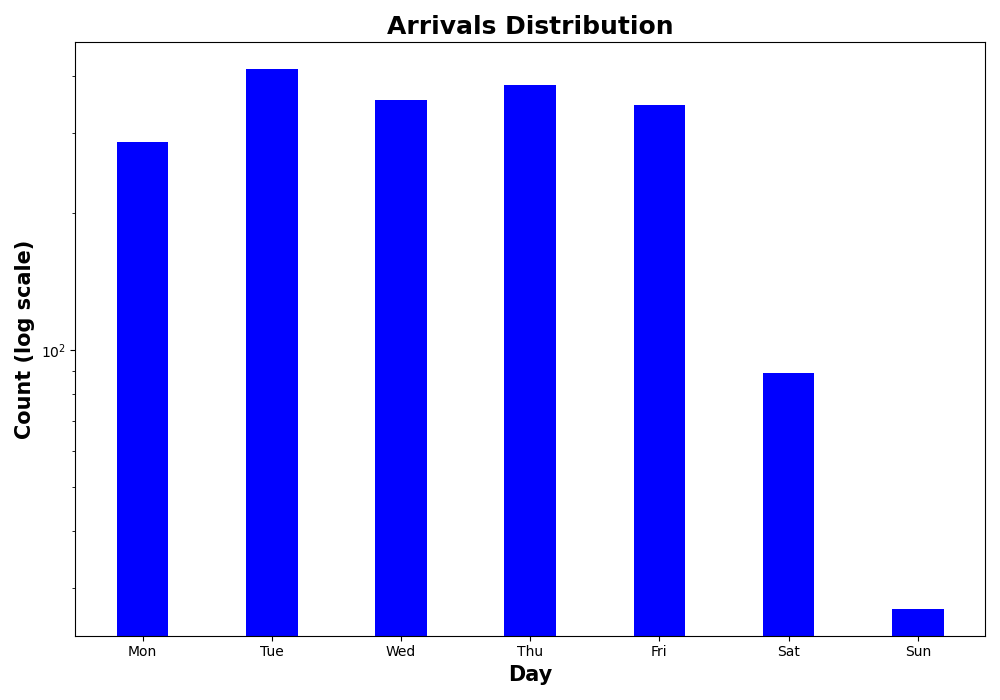 Arrivals Distribution
Count (log scale)
10²
Mon Tue Wed Thu Fri Sat Sun
Day